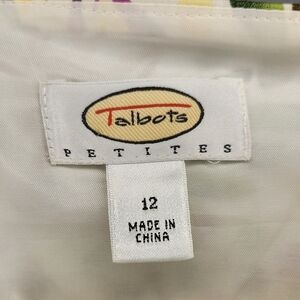 Talbots
PETITES
12
MADE IN
CHINA